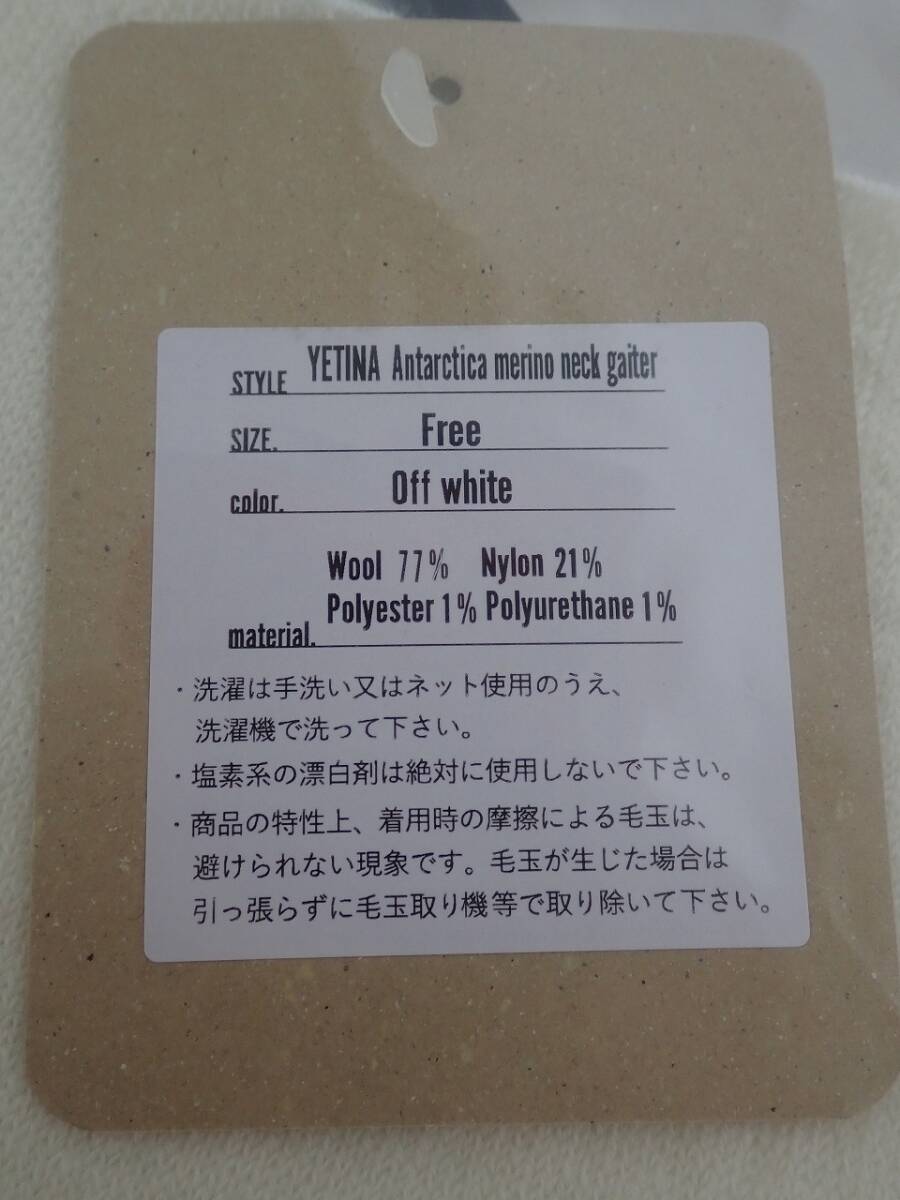 STYLE YETINA Antarctica merino neck gaiter
SIZE. Free
color. Off white
Wool 77% Nylon 21%
material. Polyester 1% Polyurethane 1%
・洗濯は手洗い又はネット使用のうえ、
洗濯機で洗って下さい。
・塩素系の漂白剤は絶対に使用しないで下さい。
・商品の特性上、着用時の摩擦による毛玉は、
避けられない現象です。毛玉が生じた場合は
引っ張らずに毛玉取り機等で取り除いて下さい。